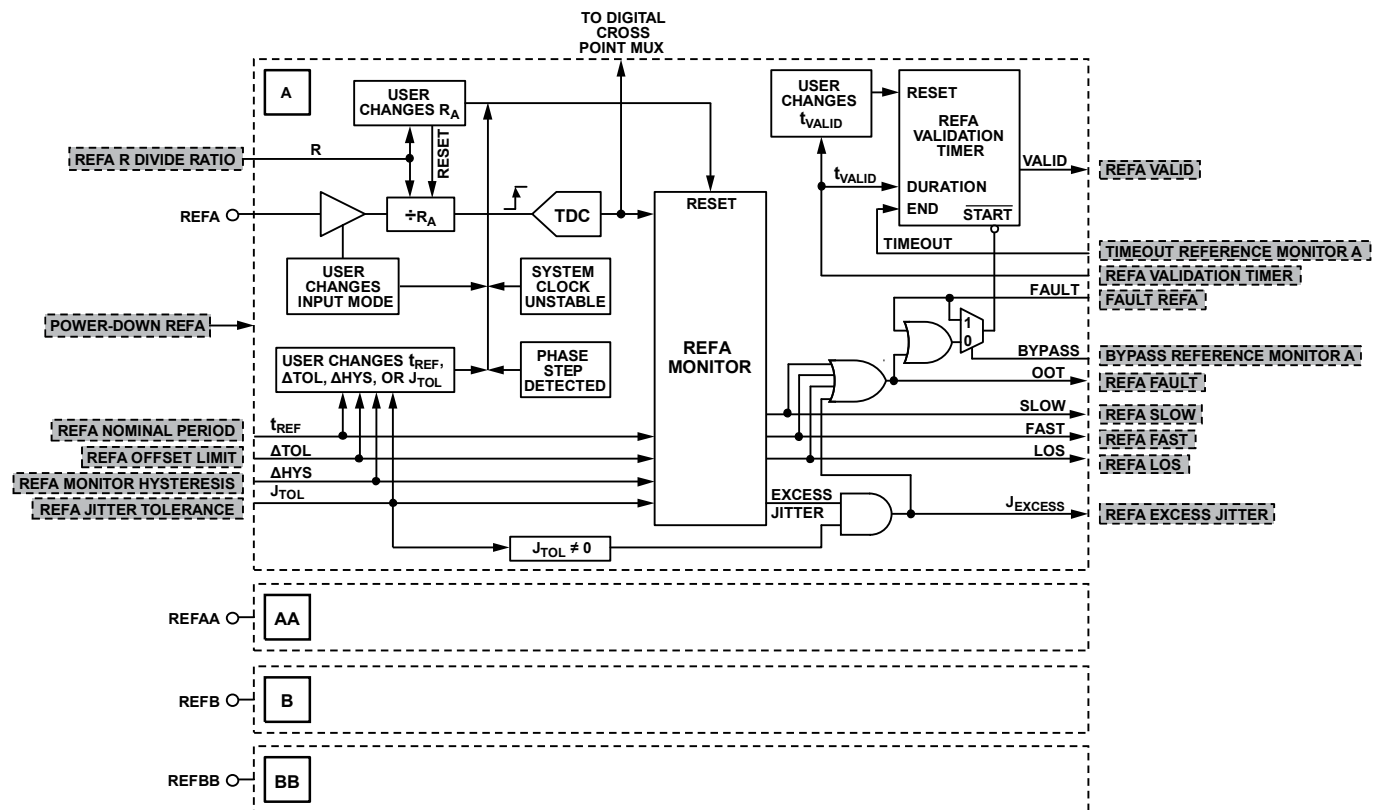 TO DIGITAL
CROSS
POINT MUX
A
USER
CHANGES RA
RESET
R
REFA R DIVIDE RATIO
REFA
÷RA
TDC
USER
CHANGES
INPUT MODE
SYSTEM
CLOCK
UNSTABLE
POWER-DOWN REFA
USER CHANGES tREF,
ΔTOL, ΔHYS, OR JTOL
PHASE
STEP
DETECTED
REFA NOMINAL PERIOD
tREF
REFA OFFSET LIMIT
ΔTOL
REFA MONITOR HYSTERESIS
ΔHYS
REFA JITTER TOLERANCE
JTOL
JTOL ≠ 0
RESET
REFA
MONITOR
USER
CHANGES
tVALID
RESET
REFA
VALIDATION
TIMER
tVALID
DURATION
END
START
VALID
REFA VALID
TIMEOUT
TIMEOUT REFERENCE MONITOR A
REFA VALIDATION TIMER
FAULT
FAULT REFA
1
0
BYPASS
BYPASS REFERENCE MONITOR A
OOT
REFA FAULT
SLOW
REFA SLOW
FAST
REFA FAST
LOS
REFA LOS
EXCESS
JITTER
JEXCESS
REFA EXCESS JITTER
REFAA
AA
REFB
B
REFBB
BB